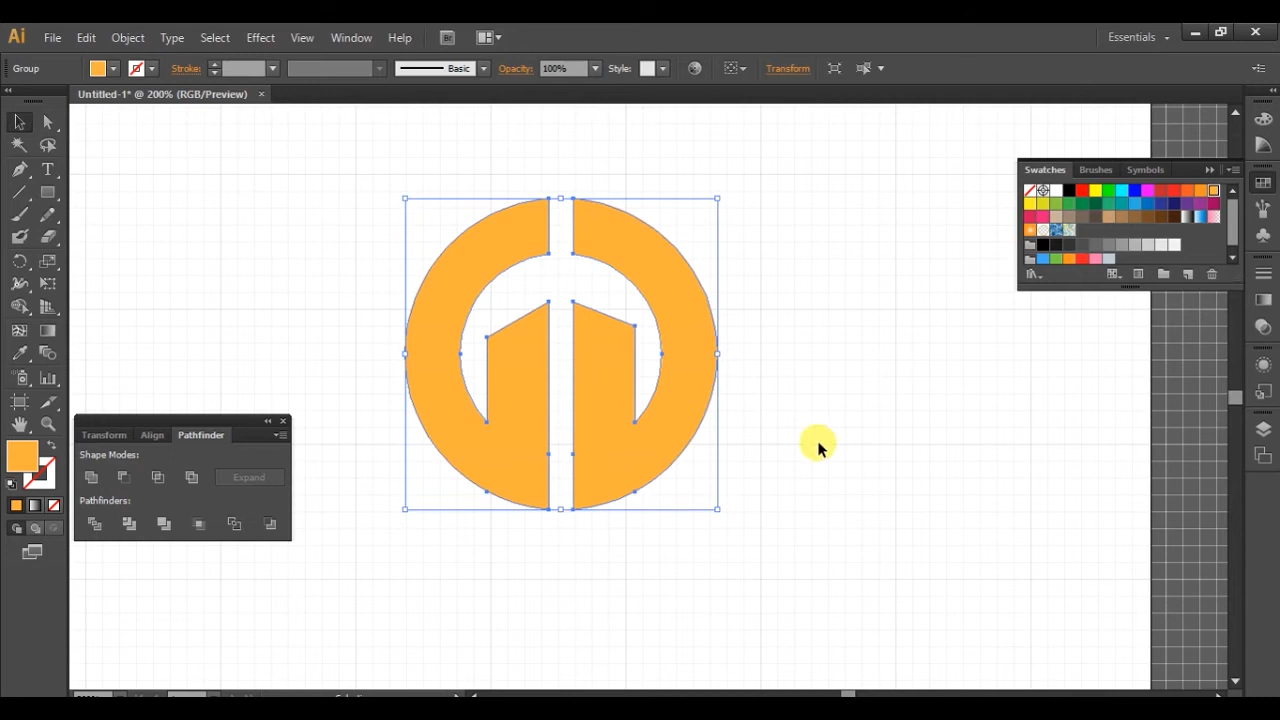 Ai File Edit Object Type Select Effect View Window Help Br Essentials
Group Stroke: Basic Opacity: 100% Style: Transform
Untitled-1* @ 200% (RGB/Preview)
Swatches Brushes Symbols
Transform Align Pathfinder
Shape Modes:
Expand
Pathfinders: